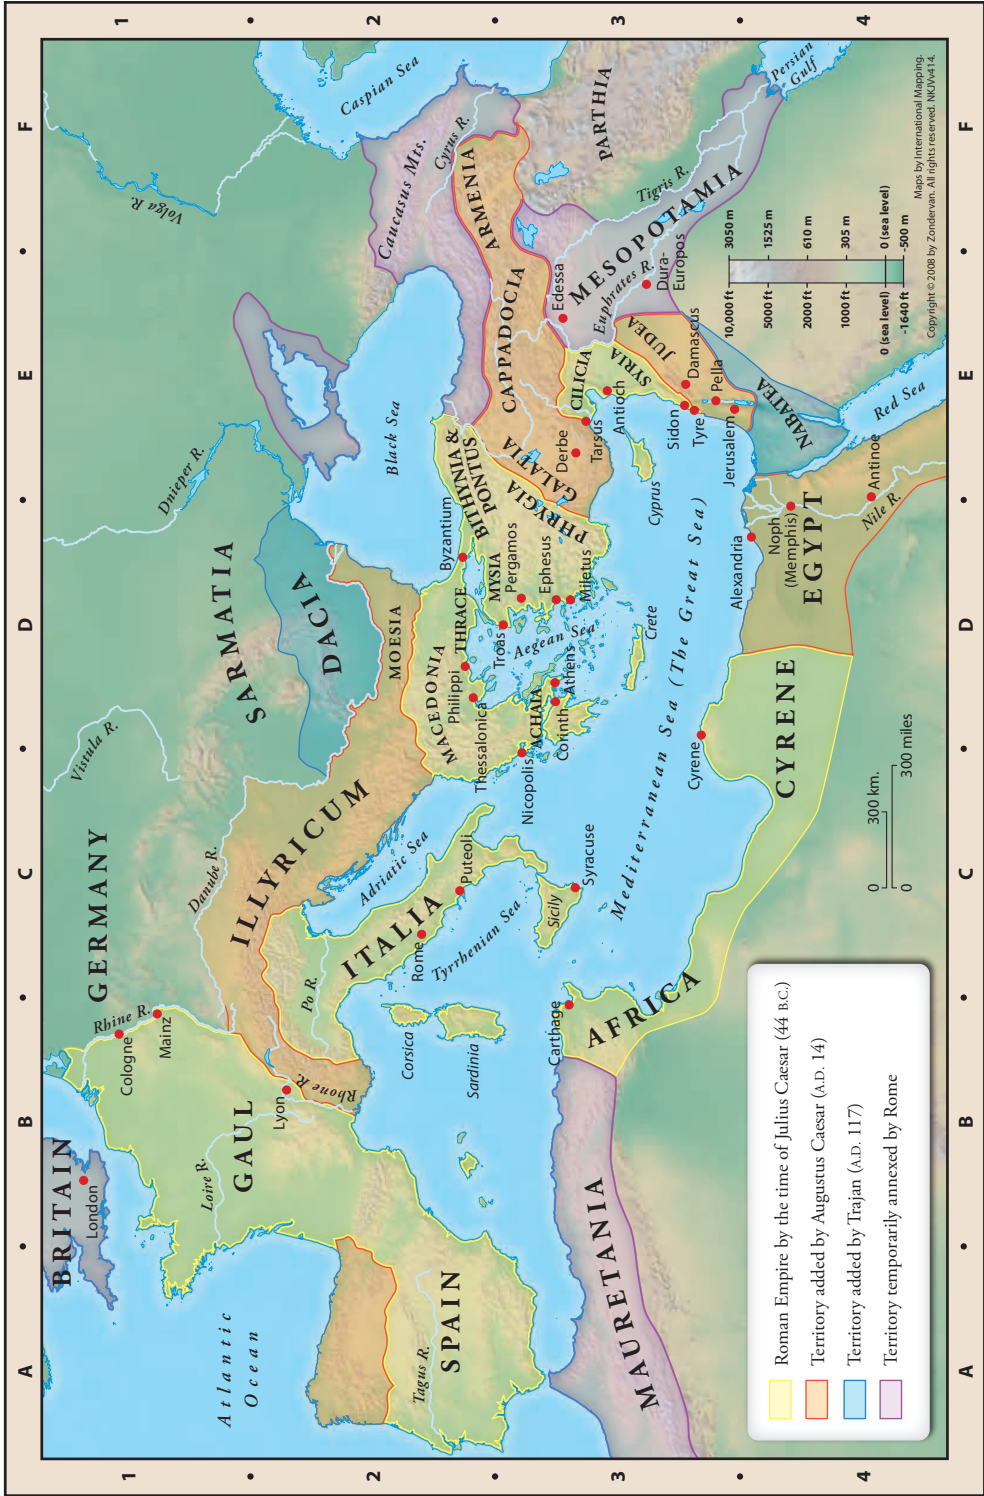 A
B
C
D
E
F
1
2
3
4
1
2
3
4
A
B
C
D
E
F
BRITAIN
London
Atlantic
Ocean
GERMANY
Rhine R.
Cologne
Mainz
Loire R.
GAUL
Lyon
Rhone R.
SPAIN
Tagus R.
Vistula R.
SARMATIA
DACIA
Dnieper R.
Volga R.
Caspian Sea
Caucasus Mts.
Cyrus R.
Danube R.
ILLYRICUM
Po R.
ITALIA
Rome
Puteoli
Adriatic Sea
Tyrrhenian Sea
Corsica
Sardinia
Sicily
Syracuse
MOESIA
MACEDONIA
THRACE
Philippi
Thessalonica
Nicopolis
ACHAIA
Corinth
Athens
Aegean Sea
Crete
Black Sea
Byzantium
BITHYNIA &
PONTUS
MYSIA
Troas
Pergamos
Ephesus
Miletus
PHRYGIA
GALATIA
CAPPADOCIA
ARMENIA
Derbe
Tarsus
CILICIA
Antioch
SYRIA
Cyprus
Edessa
MESOPOTAMIA
Euphrates R.
Tigris R.
Dura-
Europos
PARTHIA
Persian
Gulf
JUDEA
Damascus
Sidon
Tyre
Pella
Jerusalem
NABATEA
Red Sea
Mediterranean Sea (The Great Sea)
Carthage
AFRICA
MAURETANIA
Cyrene
CYRENE
Alexandria
Noph
(Memphis)
EGYPT
Antinoe
Nile R.
Roman Empire by the time of Julius Caesar (44 B.C.)
Territory added by Augustus Caesar (A.D. 14)
Territory added by Trajan (A.D. 117)
Territory temporarily annexed by Rome
0 300 km.
0 300 miles
10,000 ft 3050 m
5000 ft 1525 m
2000 ft 610 m
1000 ft 305 m
0 (sea level) 0 (sea level)
-1640 ft -500 m
Maps by International Mapping.
Copyright © 2008 by Zondervan. All rights reserved. NKJVv414.